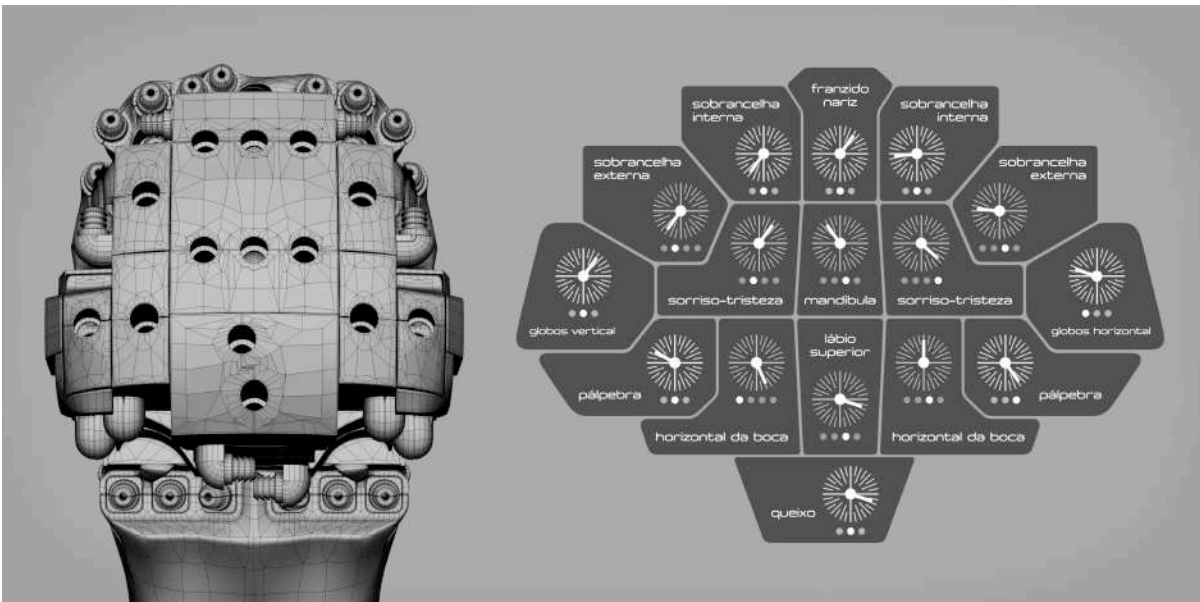 franzido
nariz
sobrancelha
interna
sobrancelha
interna
sobrancelha
externa
sobrancelha
externa
sorriso-tristeza
mandíbula
sorriso-tristeza
globos vertical
globos horizontal
lábio
superior
pálpebra
pálpebra
horizontal da boca
horizontal da boca
queixo